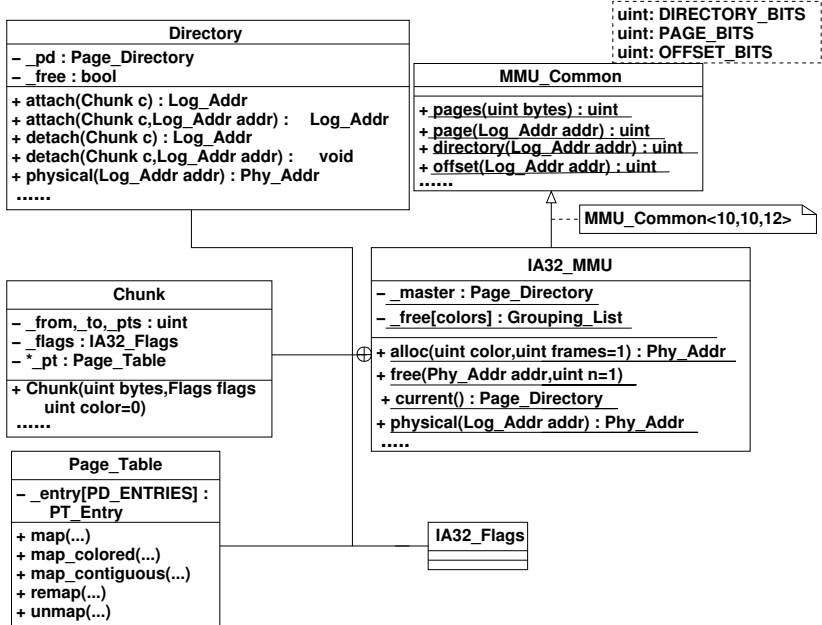 Directory
– _pd : Page_Directory
– _free : bool
+ attach(Chunk c) : Log_Addr
+ attach(Chunk c,Log_Addr addr) : Log_Addr
+ detach(Chunk c) : Log_Addr
+ detach(Chunk c,Log_Addr addr) : void
+ physical(Log_Addr addr) : Phy_Addr
......
uint: DIRECTORY_BITS
uint: PAGE_BITS
uint: OFFSET_BITS
MMU_Common
+ pages(uint bytes) : uint
+ page(Log_Addr addr) : uint
+ directory(Log_Addr addr) : uint
+ offset(Log_Addr addr) : uint
......
MMU_Common<10,10,12>
Chunk
– _from,_to,_pts : uint
– _flags : IA32_Flags
– *_pt : Page_Table
+ Chunk(uint bytes,Flags flags
uint color=0)
......
IA32_MMU
– _master : Page_Directory
– _free[colors] : Grouping_List
+ alloc(uint color,uint frames=1) : Phy_Addr
+ free(Phy_Addr addr,uint n=1)
+ current() : Page_Directory
+ physical(Log_Addr addr) : Phy_Addr
.....
Page_Table
– _entry[PD_ENTRIES] :
PT_Entry
+ map(...)
+ map_colored(...)
+ map_contiguous(...)
+ remap(...)
+ unmap(...)
IA32_Flags